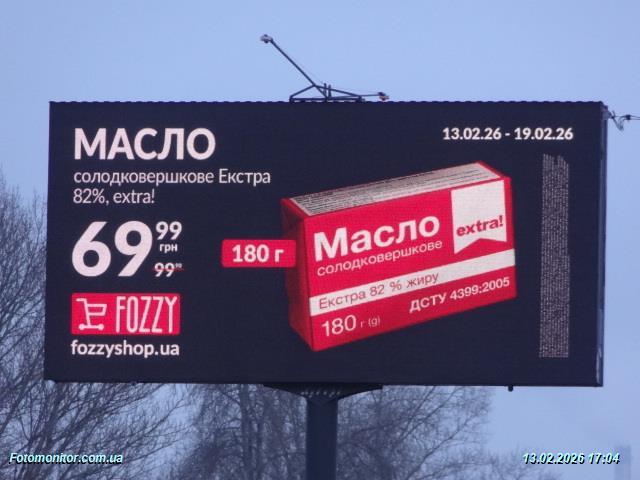 МАСЛО
солодковершкове Екстра
82%, extra!
69 99
грн
99
FOZZY
fozzyshop.ua
13.02.26 - 19.02.26
180 г
Масло
солодковершкове
extra!
Екстра 82 % жиру
180 г (g)
ДСТУ 4399:2005
Fotomonitor.com.ua
13.02.2026 17:04